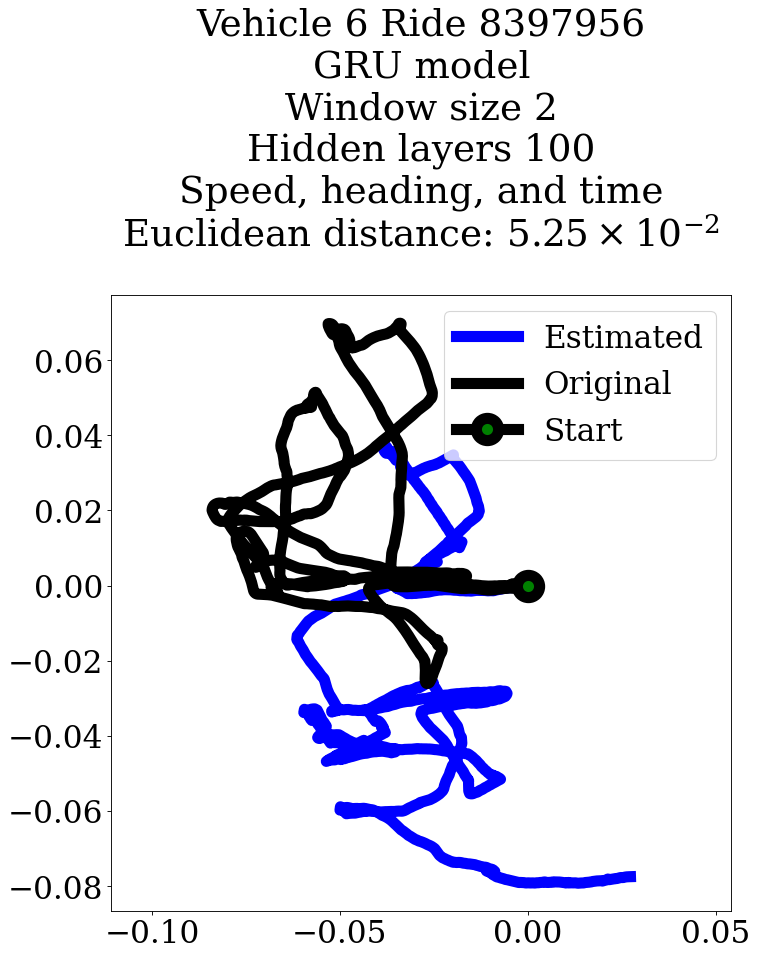 Vehicle 6 Ride 8397956
GRU model
Window size 2
Hidden layers 100
Speed, heading, and time
Euclidean distance: 5.25 × 10⁻²
Estimated
Original
Start
0.06
0.04
0.02
0.00
−0.02
−0.04
−0.06
−0.08
−0.10
−0.05
0.00
0.05